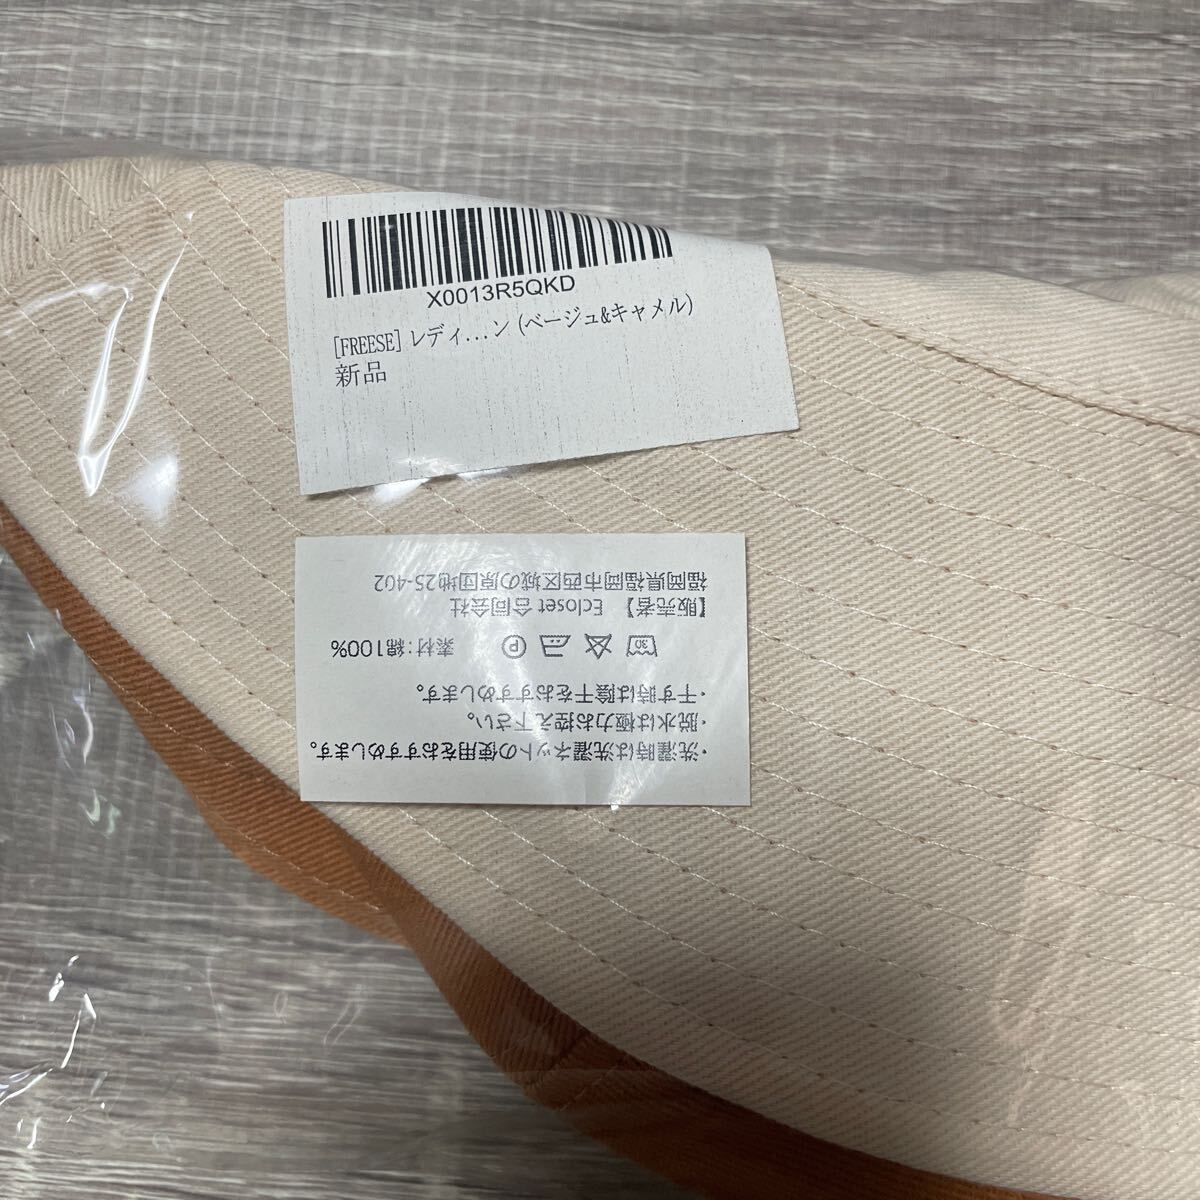 X0013R5QKD
[FREESE] レディ...ン (ベージュ&キャメル)
新品
・洗濯時は洗濯ネットの使用をおすすめします。
・脱水は極力お控え下さい。
・干す時は陰干をおすすめします。
30 P 素材:綿100%
【販売者】 Ecloset 合同会社
福岡県福岡市西区城の原団地25-402